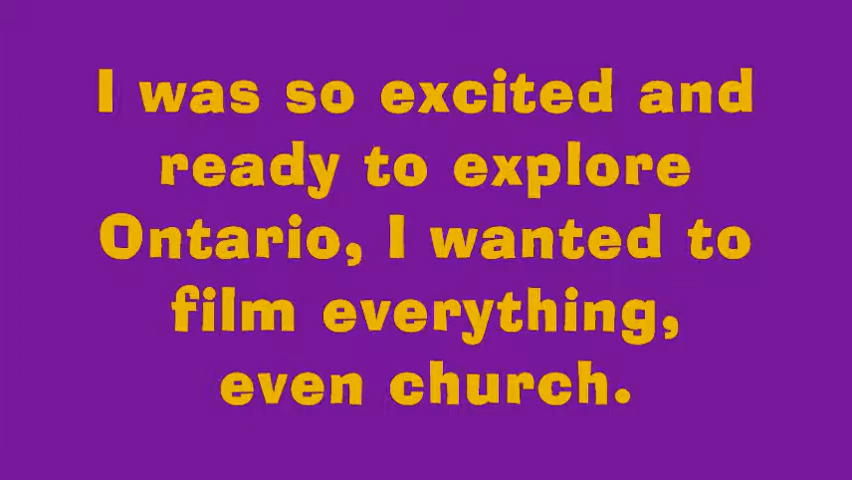 I was so excited and
ready to explore
Ontario, I wanted to
film everything,
even church.